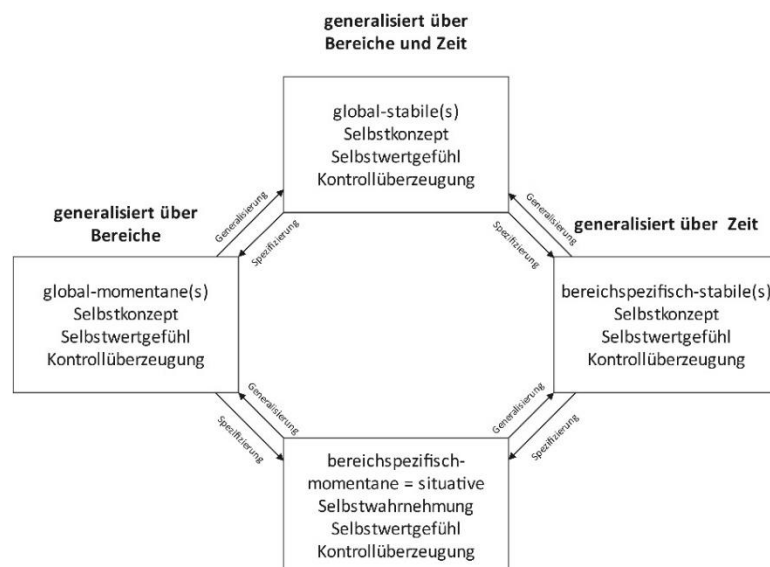 generalisiert über
Bereiche und Zeit
global-stabile(s)
Selbstkonzept
Selbstwertgefühl
Kontrollüberzeugung
generalisiert über
Bereiche
Generalisierung
Spezifizierung
Generalisierung
Spezifizierung
generalisiert über Zeit
global-momentane(s)
Selbstkonzept
Selbstwertgefühl
Kontrollüberzeugung
bereichspezifisch-stabile(s)
Selbstkonzept
Selbstwertgefühl
Kontrollüberzeugung
Generalisierung
Spezifizierung
Generalisierung
Spezifizierung
bereichspezifisch-
momentane = situative
Selbstwahrnehmung
Selbstwertgefühl
Kontrollüberzeugung